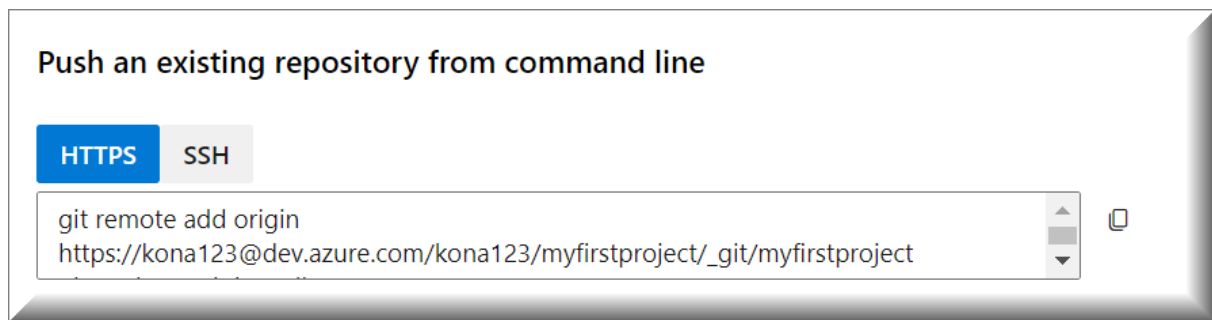 Push an existing repository from command line
HTTPS SSH
git remote add origin
https://kona123@dev.azure.com/kona123/myfirstproject/_git/myfirstproject